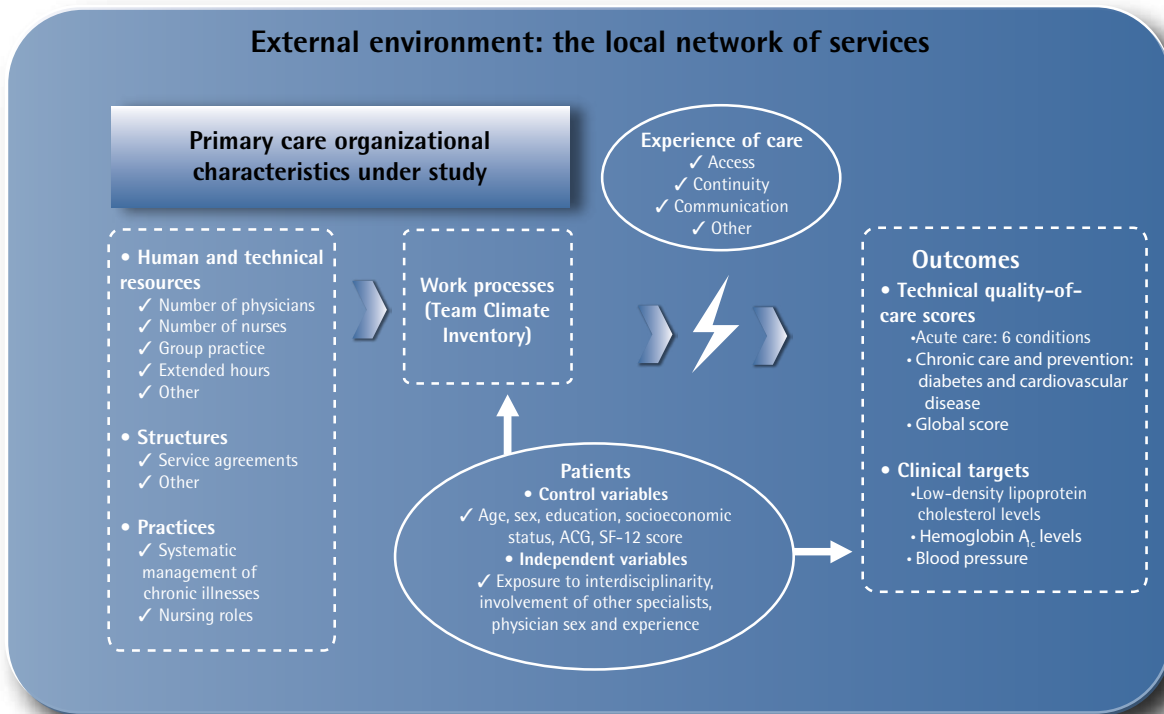 External environment: the local network of services
Primary care organizational
characteristics under study
• Human and technical
resources
✓ Number of physicians
✓ Number of nurses
✓ Group practice
✓ Extended hours
✓ Other
• Structures
✓ Service agreements
✓ Other
• Practices
✓ Systematic
management of
chronic illnesses
✓ Nursing roles
Work processes
(Team Climate
Inventory)
Experience of care
✓ Access
✓ Continuity
✓ Communication
✓ Other
Patients
• Control variables
✓ Age, sex, education, socioeconomic
status, ACG, SF-12 score
• Independent variables
✓ Exposure to interdisciplinarity,
involvement of other specialists,
physician sex and experience
Outcomes
• Technical quality-of-
care scores
•Acute care: 6 conditions
• Chronic care and prevention:
diabetes and cardiovascular
disease
• Global score
• Clinical targets
•Low-density lipoprotein
cholesterol levels
• Hemoglobin A1c levels
• Blood pressure